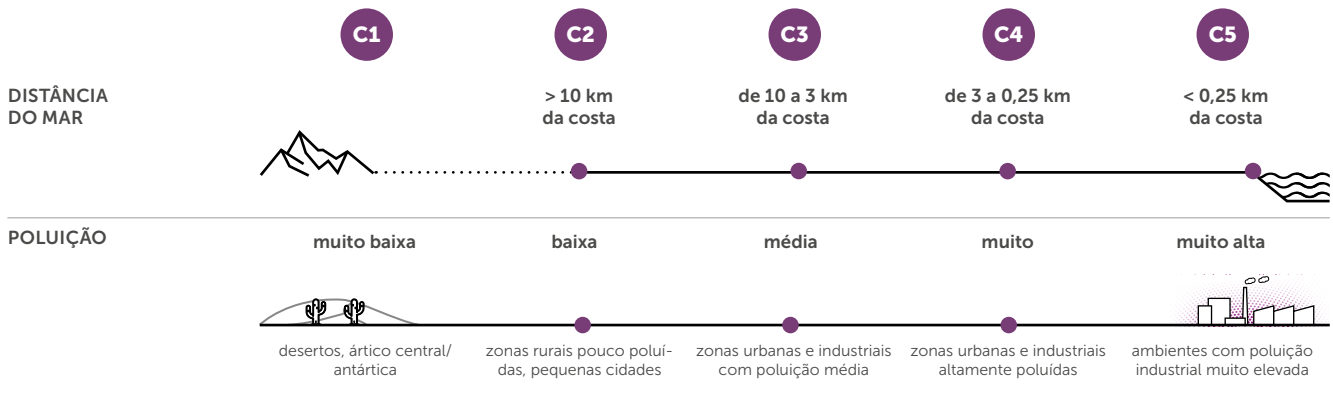 C1
C2
C3
C4
C5
DISTÂNCIA
DO MAR
> 10 km
da costa
de 10 a 3 km
da costa
de 3 a 0,25 km
da costa
< 0,25 km
da costa
POLUIÇÃO
muito baixa
baixa
média
muito
muito alta
desertos, ártico central/
antártica
zonas rurais pouco poluí-
das, pequenas cidades
zonas urbanas e industriais
com poluição média
zonas urbanas e industriais
altamente poluídas
ambientes com poluição
industrial muito elevada